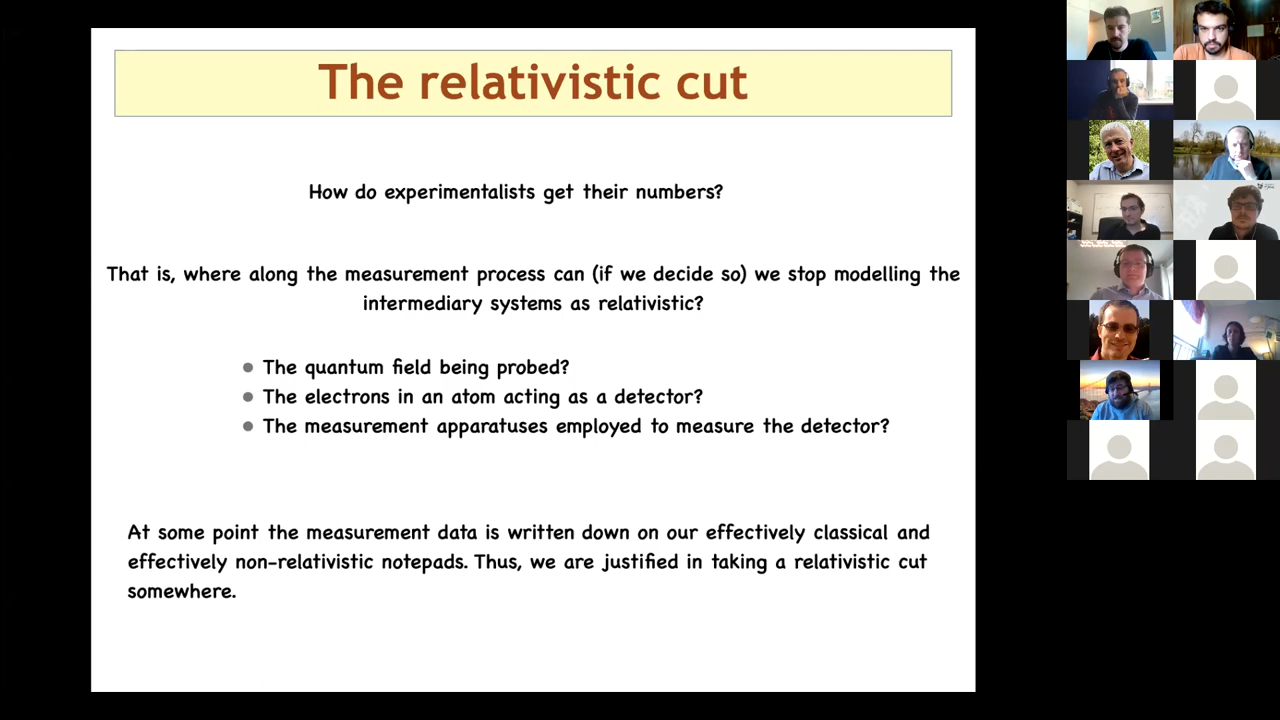 The relativistic cut
How do experimentalists get their numbers?
That is, where along the measurement process can (if we decide so) we stop modelling the
intermediary systems as relativistic?
The quantum field being probed?
The electrons in an atom acting as a detector?
The measurement apparatuses employed to measure the detector?
At some point the measurement data is written down on our effectively classical and
effectively non-relativistic notepads. Thus, we are justified in taking a relativistic cut
somewhere.